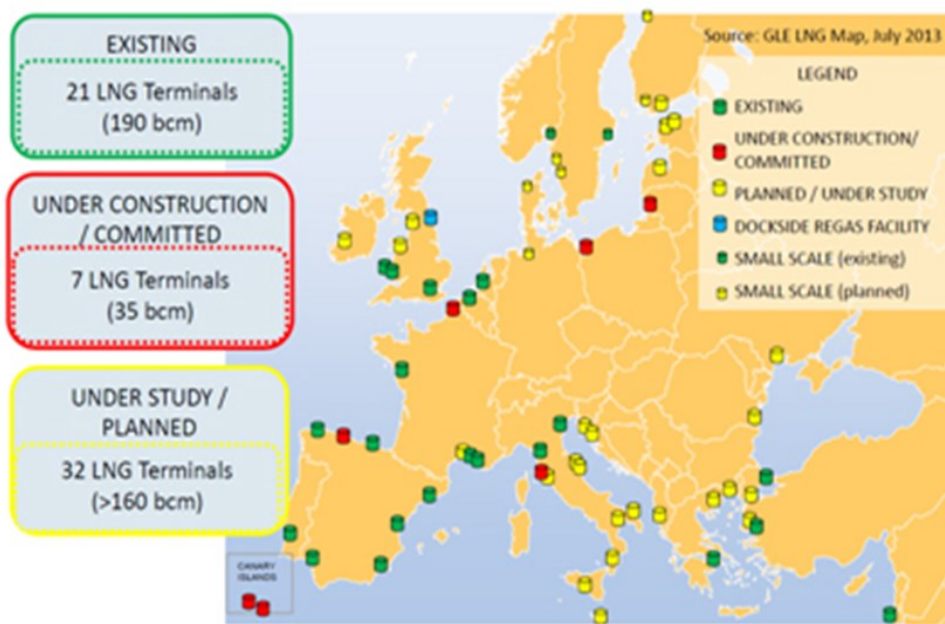 EXISTING
21 LNG Terminals
(190 bcm)
UNDER CONSTRUCTION
/ COMMITTED
7 LNG Terminals
(35 bcm)
UNDER STUDY /
PLANNED
32 LNG Terminals
(>160 bcm)
Source: GLE LNG Map, July 2013
LEGEND
EXISTING
UNDER CONSTRUCTION/
COMMITTED
PLANNED / UNDER STUDY
DOCKSIDE REGAS FACILITY
SMALL SCALE (existing)
SMALL SCALE (planned)
CANARY
ISLANDS